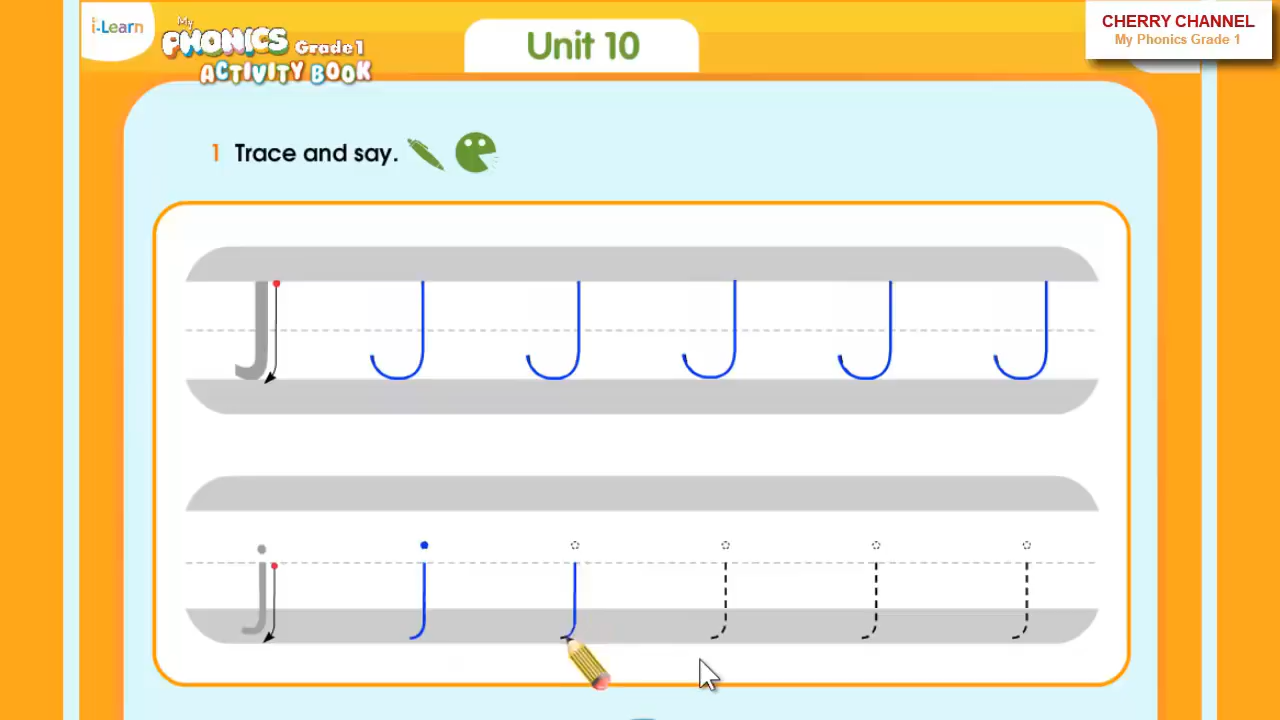 i-Learn
My
PHONICS Grade 1
ACTIVITY BOOK
Unit 10
CHERRY CHANNEL
My Phonics Grade 1
1 Trace and say.
J J J J J J
j j j j j j